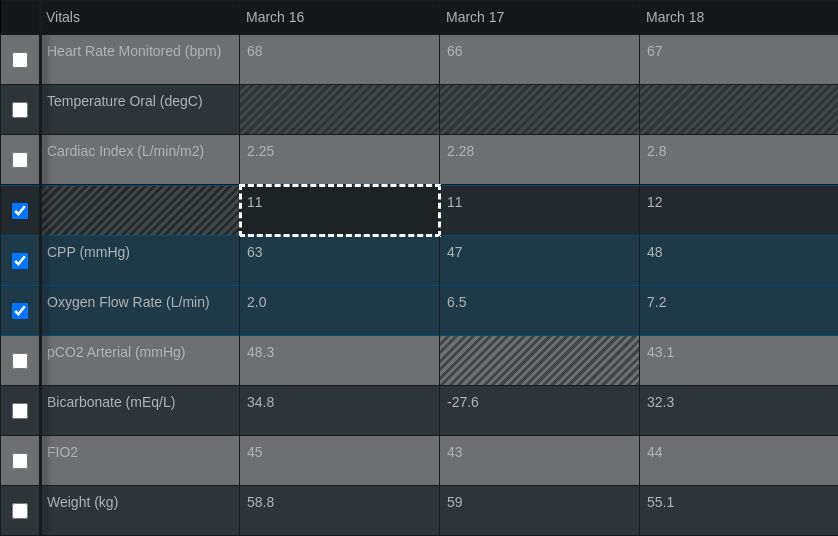 Vitals March 16 March 17 March 18
Heart Rate Monitored (bpm) 68 66 67
Temperature Oral (degC)
Cardiac Index (L/min/m2) 2.25 2.28 2.8
11 11 12
CPP (mmHg) 63 47 48
Oxygen Flow Rate (L/min) 2.0 6.5 7.2
pCO2 Arterial (mmHg) 48.3 43.1
Bicarbonate (mEq/L) 34.8 -27.6 32.3
FIO2 45 43 44
Weight (kg) 58.8 59 55.1